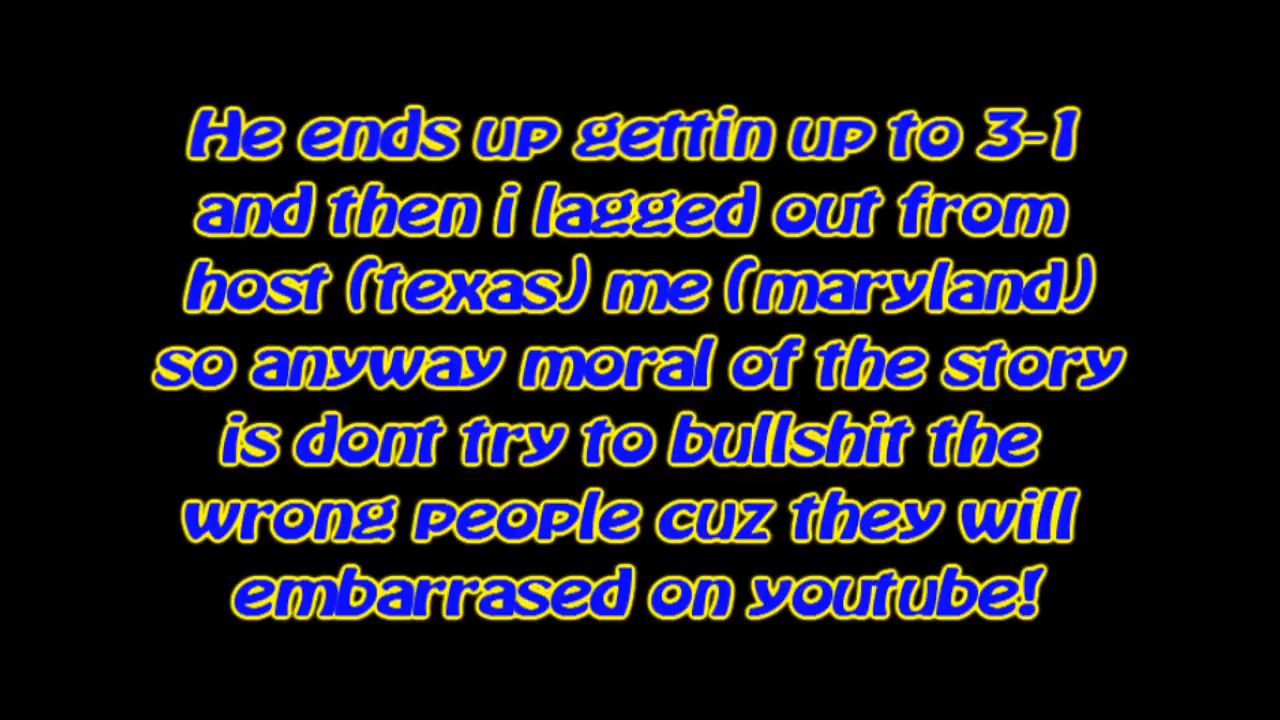 He ends up gettin up to 3-1
and then i lagged out from
host (texas) me (maryland)
so anyway moral of the story
is dont try to bullshit the
wrong people cuz they will
embarrased on youtube!